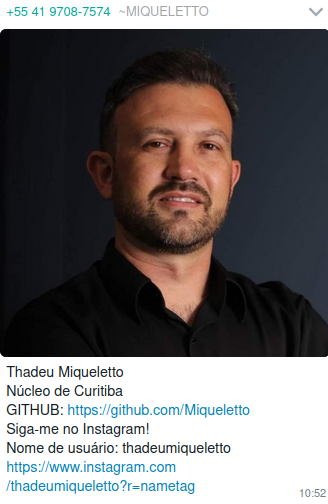 +55 41 9708-7574 ~MIQUELETTO
Thadeu Miqueletto
Núcleo de Curitiba
GITHUB: https://github.com/Miqueletto
Siga-me no Instagram!
Nome de usuário: thadeumiqueletto
https://www.instagram.com
/thadeumiqueletto?r=nametag
10:52